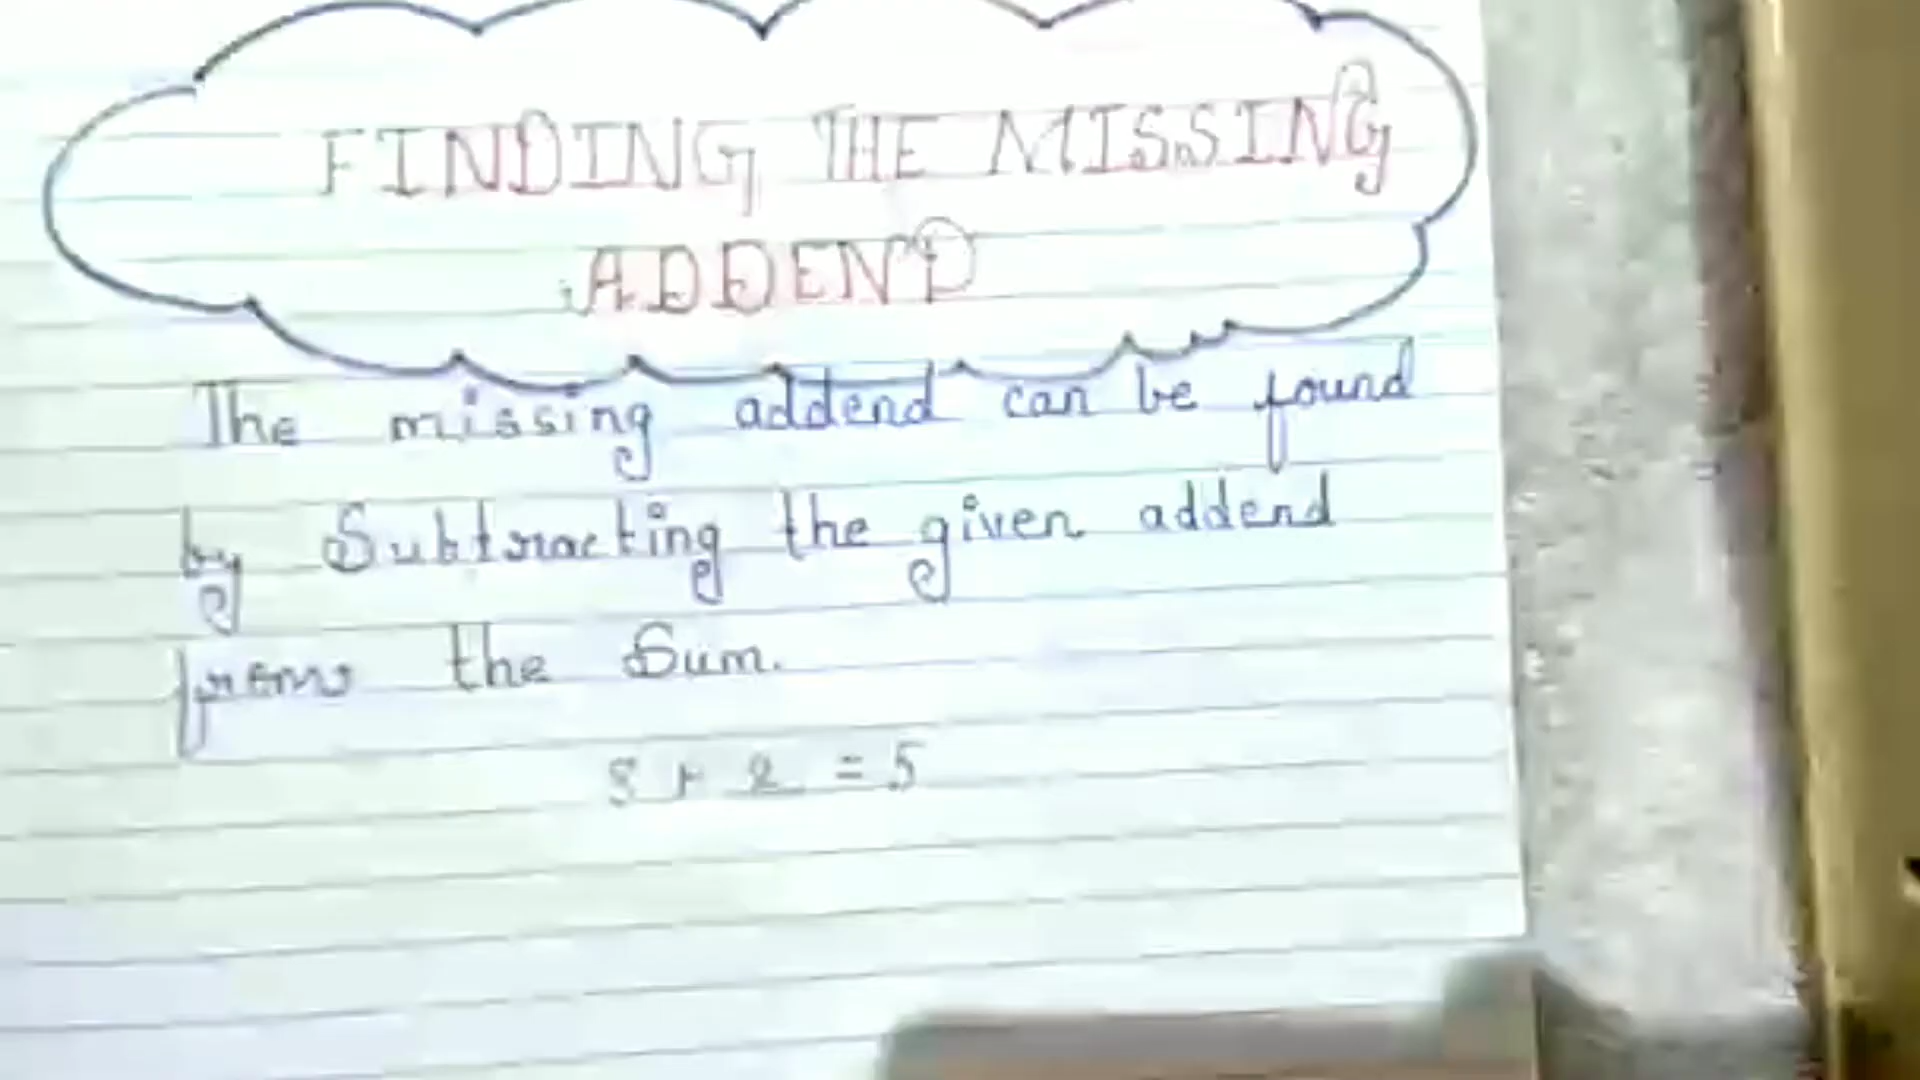 FINDING THE MISSING
ADDEND
The missing addend can be found
by Subtracting the given addend
from the Sum.
3 + 2 = 5